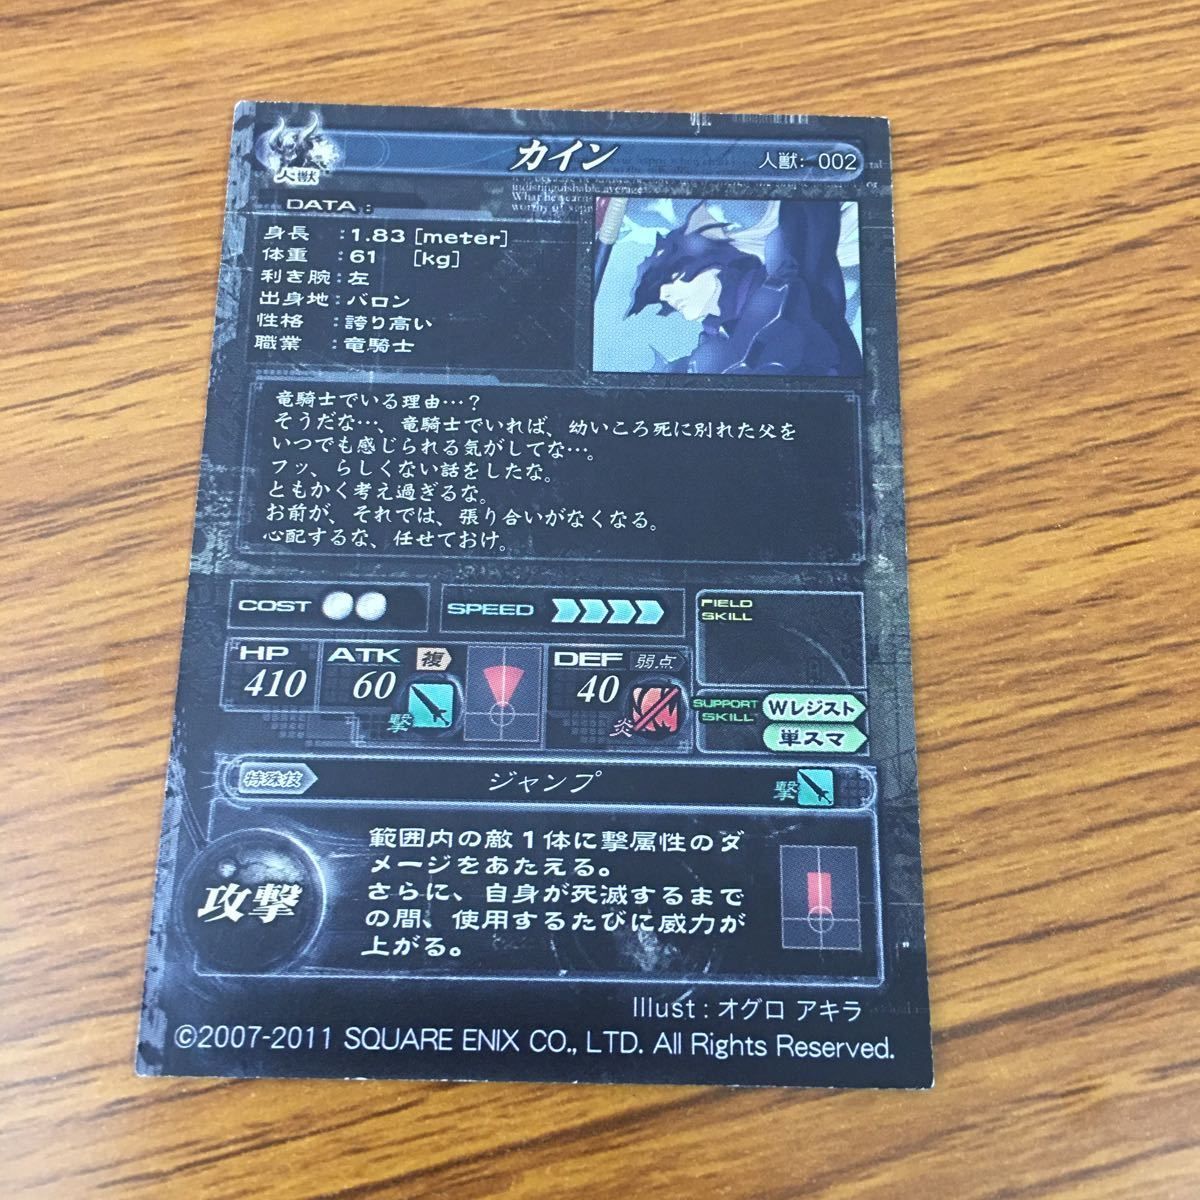 カイン
人獣: 002
人獣
indistinguishable average
DATA:
身長 :1.83 [meter]
体重 :61 [kg]
利き腕:左
出身地:バロン
性格 :誇り高い
職業 :竜騎士
竜騎士でいる理由…？
そうだな…、竜騎士でいれば、幼いころ死に別れた父を
いつでも感じられる気がしてな…。
フッ、らしくない話をしたな。
ともかく考え過ぎるな。
お前が、それでは、張り合いがなくなる。
心配するな、任せておけ。
COST
SPEED
FIELD
SKILL
HP
410
ATK 複
60
撃
DEF 弱点
40
炎
SUPPORT
SKILL
Wレジスト
単スマ
特殊技
ジャンプ
撃
攻撃
範囲内の敵１体に撃属性のダ
メージをあたえる。
さらに、自身が死滅するまで
の間、使用するたびに威力が
上がる。
Illust : オグロ アキラ
©2007-2011 SQUARE ENIX CO., LTD. All Rights Reserved.